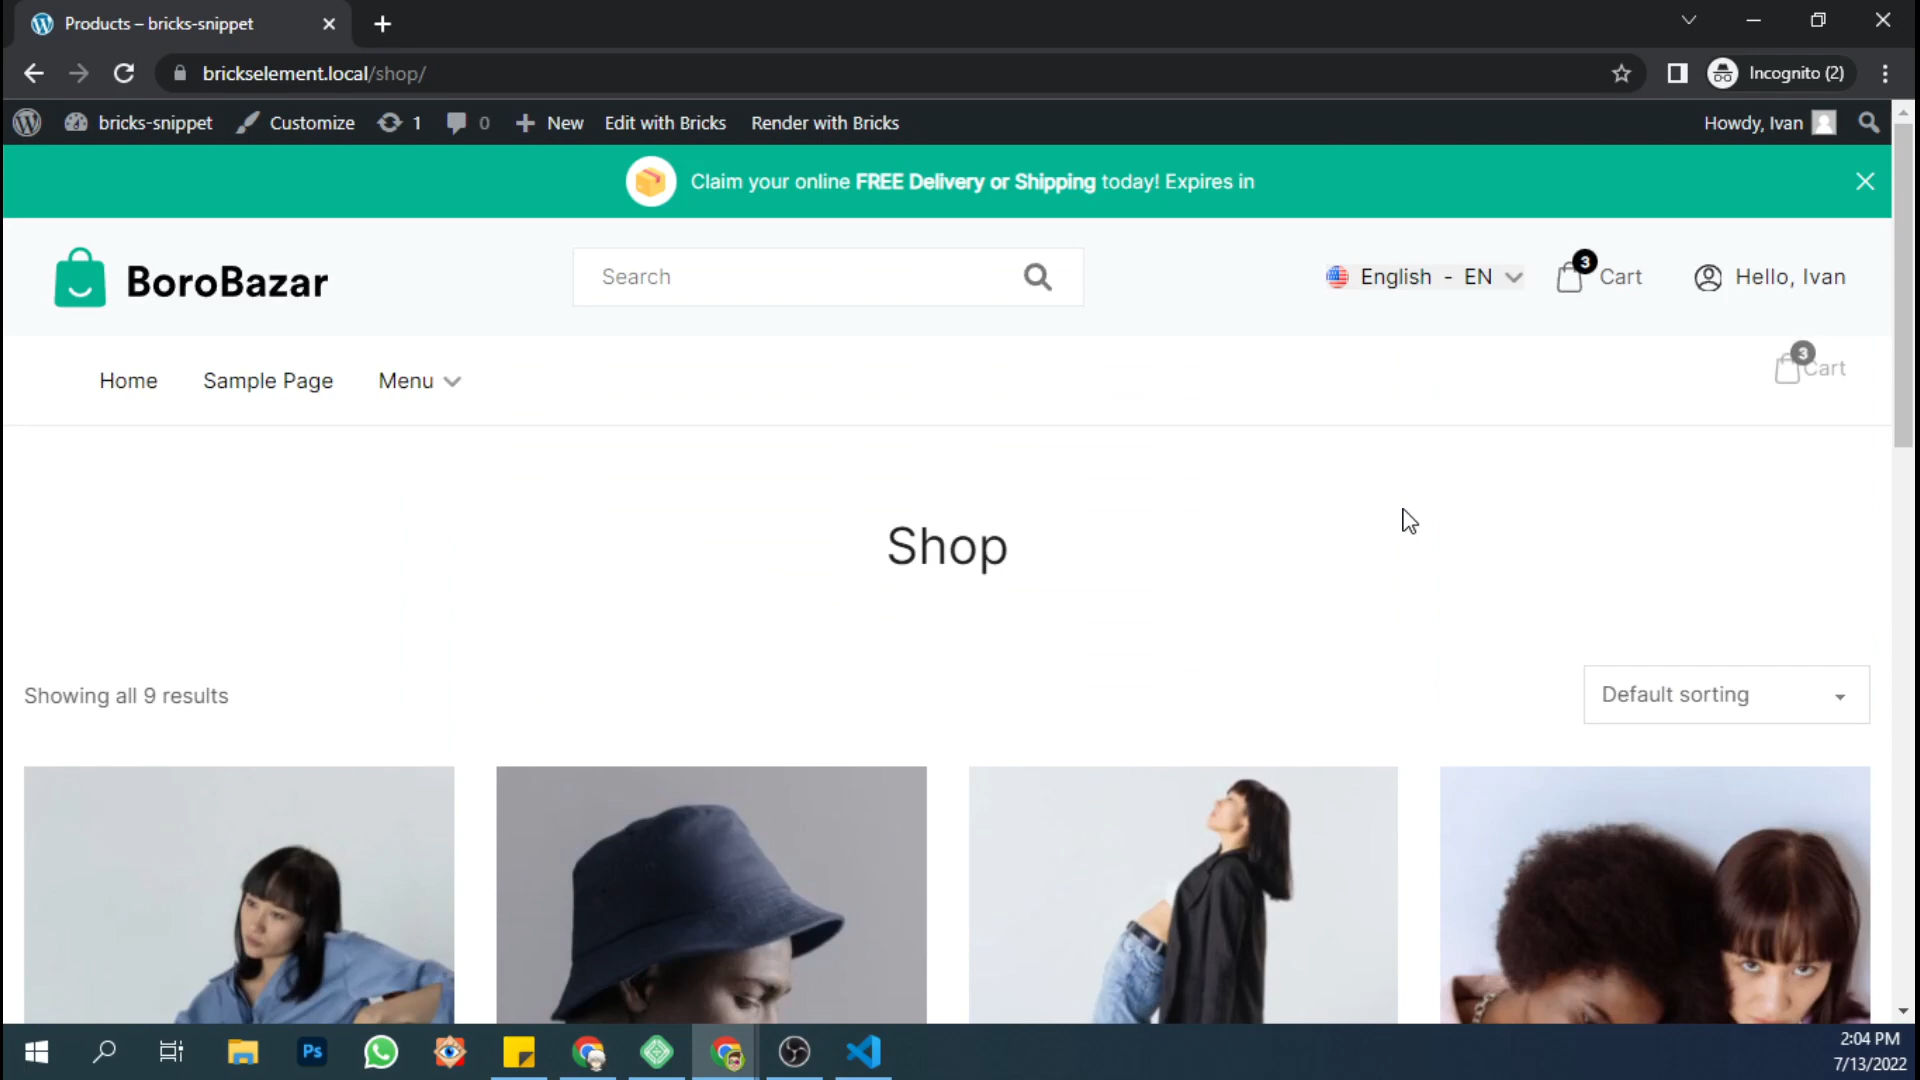 Products – bricks-snippet
brickselement.local/shop/
Incognito (2)
bricks-snippet
Customize
1
0
New
Edit with Bricks
Render with Bricks
Howdy, Ivan
Claim your online FREE Delivery or Shipping today! Expires in
BoroBazar
Search
English - EN
3
Cart
Hello, Ivan
Home
Sample Page
Menu
3
Cart
Shop
Showing all 9 results
Default sorting
Ps
2:04 PM
7/13/2022